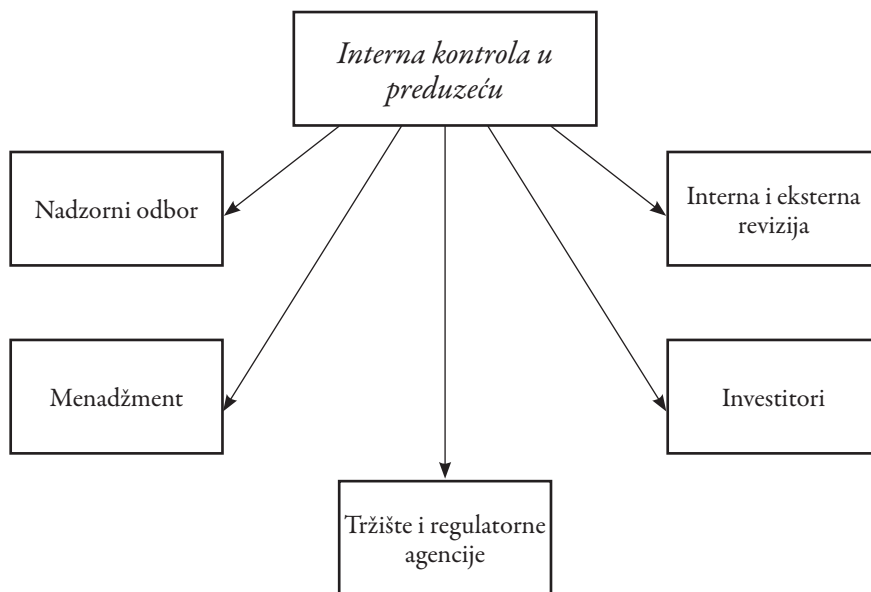 Interna kontrola u
preduzeću
Nadzorni odbor
Interna i eksterna
revizija
Menadžment
Investitori
Tržište i regulatorne
agencije